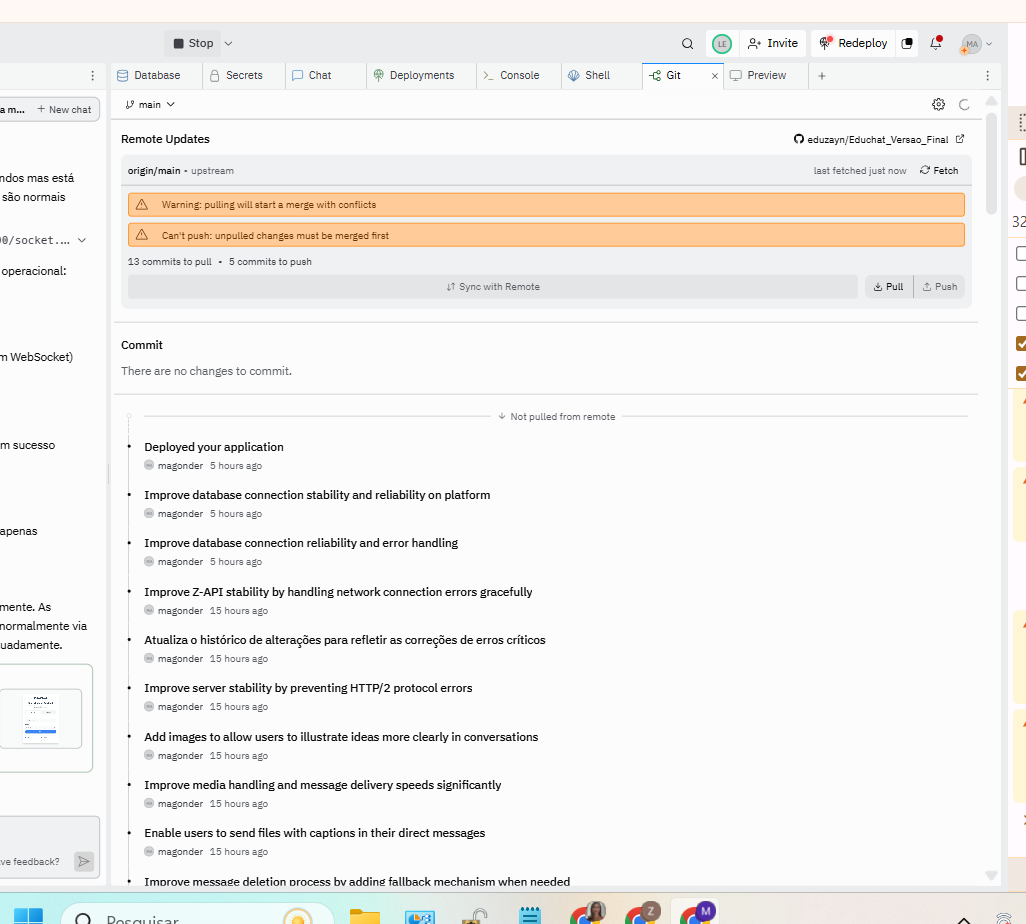 Stop
LE
Invite
Redeploy
MA
Database
Secrets
Chat
Deployments
Console
Shell
Git
×
Preview
+
a m...
+ New chat
main
Remote Updates
eduzayn/Educhat_Versao_Final
ndos mas está
são normais
origin/main • upstream
last fetched just now
Fetch
Warning: pulling will start a merge with conflicts
32
0/socket....
Can't push: unpulled changes must be merged first
operacional:
13 commits to pull • 5 commits to push
Sync with Remote
Pull
Push
m WebSocket)
Commit
There are no changes to commit.
Not pulled from remote
m sucesso
Deployed your application
magonder 5 hours ago
Improve database connection stability and reliability on platform
magonder 5 hours ago
apenas
Improve database connection reliability and error handling
magonder 5 hours ago
Improve Z-API stability by handling network connection errors gracefully
magonder 15 hours ago
mente. As
normalmente via
uadamente.
Atualiza o histórico de alterações para refletir as correções de erros críticos
magonder 15 hours ago
Improve server stability by preventing HTTP/2 protocol errors
magonder 15 hours ago
Add images to allow users to illustrate ideas more clearly in conversations
magonder 15 hours ago
Improve media handling and message delivery speeds significantly
magonder 15 hours ago
Enable users to send files with captions in their direct messages
magonder 15 hours ago
ve feedback?
Improve message deletion process by adding fallback mechanism when needed
Pesquisar
Z
M